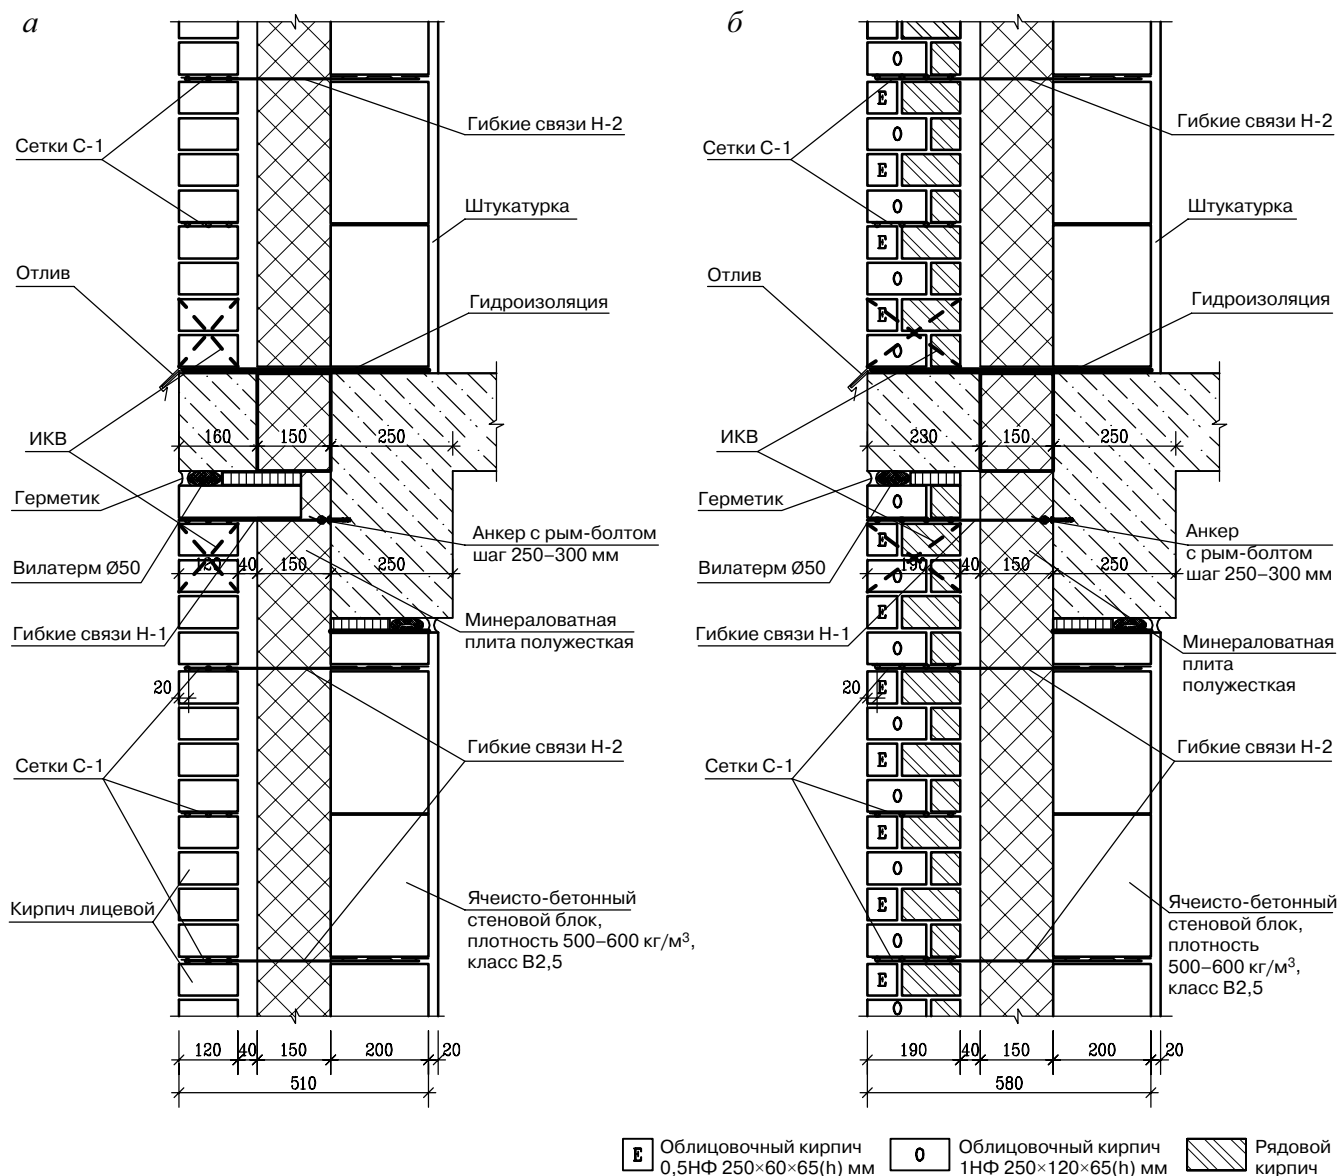 а
Сетки С-1
Гибкие связи Н-2
Штукатурка
Отлив
Гидроизоляция
ИКВ
160
150
250
Герметик
Анкер с рым-болтом
шаг 250–300 мм
Вилатерм Ø50
120
40
150
250
Гибкие связи Н-1
Минераловатная
плита полужесткая
20
Сетки С-1
Гибкие связи Н-2
Кирпич лицевой
Ячеисто-бетонный
стеновой блок,
плотность 500–600 кг/м³,
класс В2,5
120
40
150
200
20
510
б
О
Е
О
Е
О
Е
О
Е
О
Сетки С-1
Гибкие связи Н-2
Штукатурка
Отлив
Гидроизоляция
ИКВ
230
150
250
Герметик
О
Е
О
Е
О
Е
О
Е
О
Е
О
Е
О
Е
О
Анкер
с рым-болтом
шаг 250–300 мм
Вилатерм Ø50
190
40
150
250
Гибкие связи Н-1
Минераловатная
плита
полужесткая
20
Сетки С-1
Гибкие связи Н-2
Ячеисто-бетонный
стеновой блок,
плотность
500–600 кг/м³,
класс В2,5
190
40
150
200
20
580
Е
Облицовочный кирпич
0,5НФ 250×60×65(h) мм
О
Облицовочный кирпич
1НФ 250×120×65(h) мм
Рядовой
кирпич